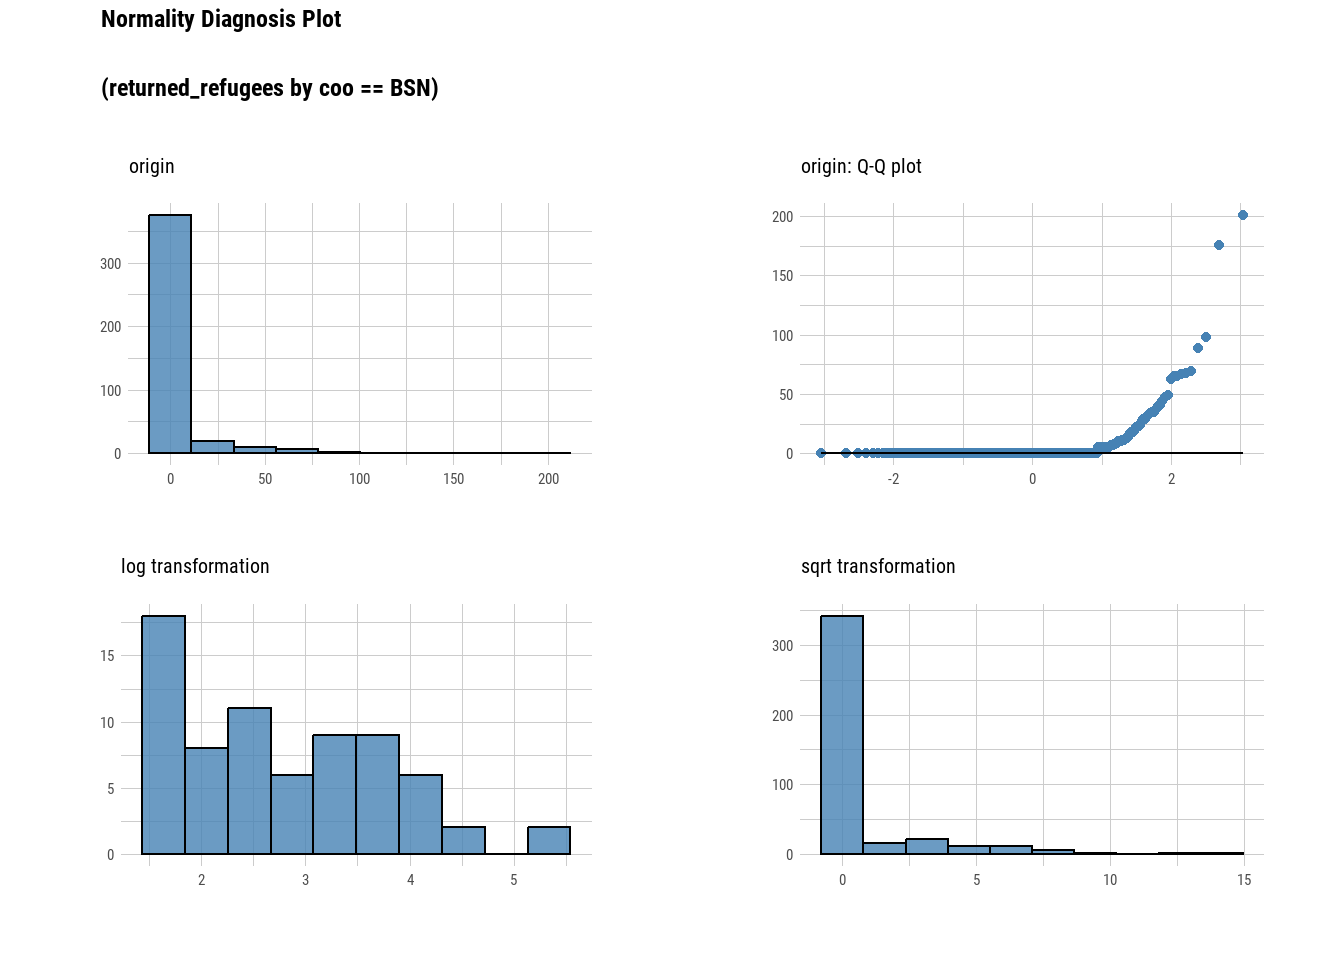 Normality Diagnosis Plot
(returned_refugees by coo == BSN)
origin
300
200
100
0
0 50 100 150 200
origin: Q-Q plot
200
150
100
50
0
-2 0 2
log transformation
15
10
5
0
2 3 4 5
sqrt transformation
300
200
100
0
0 5 10 15